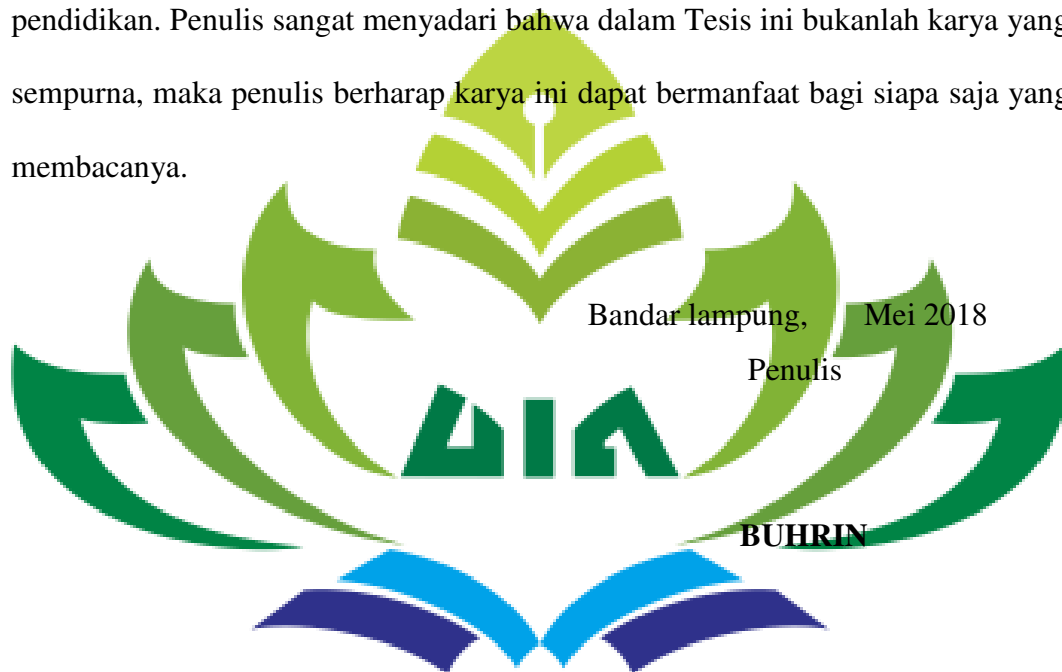 pendidikan. Penulis sangat menyadari bahwa dalam Tesis ini bukanlah karya yang
sempurna, maka penulis berharap karya ini dapat bermanfaat bagi siapa saja yang
membacanya.
Bandar lampung, Mei 2018
Penulis
UIN
BUHRIN